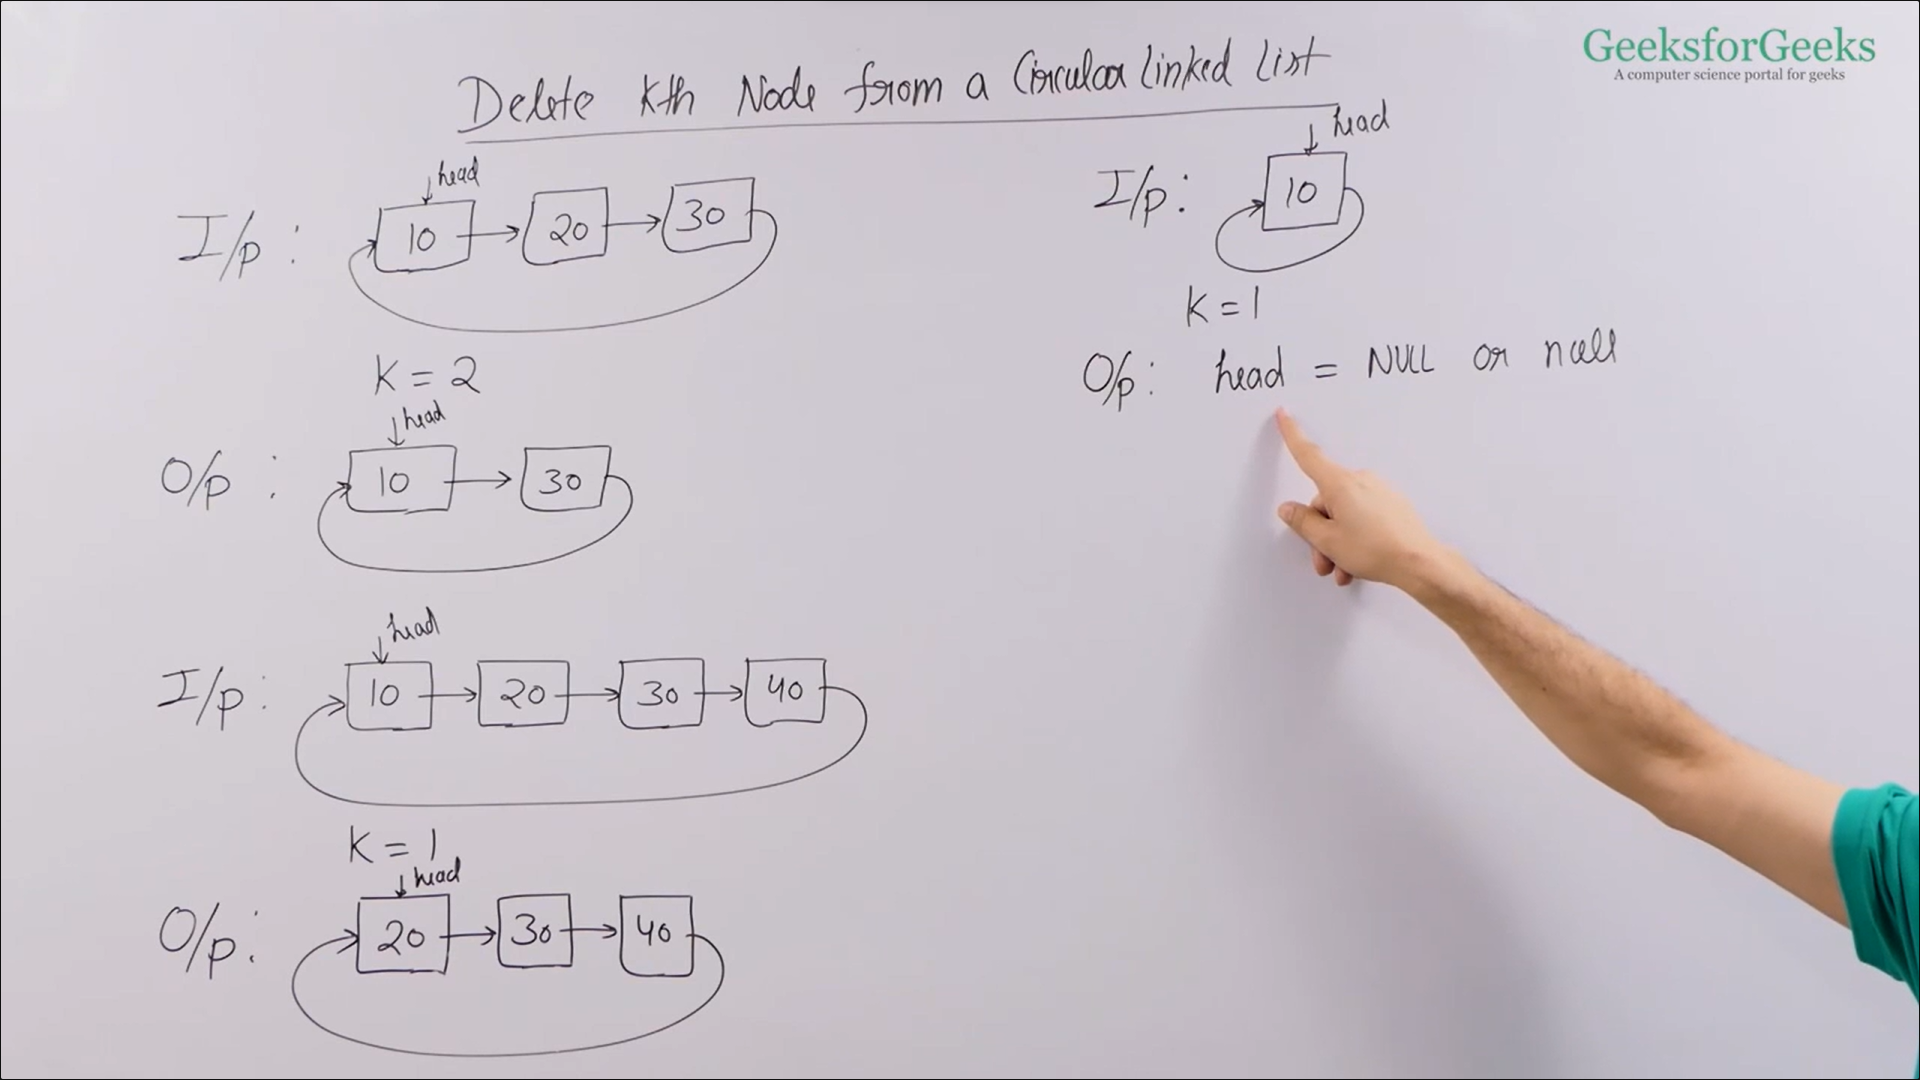 GeeksforGeeks
A computer science portal for geeks
Delete Kth Node from a Circular Linked List
head
I/p : 10 20 30
K = 2
head
O/p : 10 30
head
I/p : 10 20 30 40
K = 1
head
O/p : 20 30 40
head
I/p : 10
K = 1
O/p : head = NULL or null